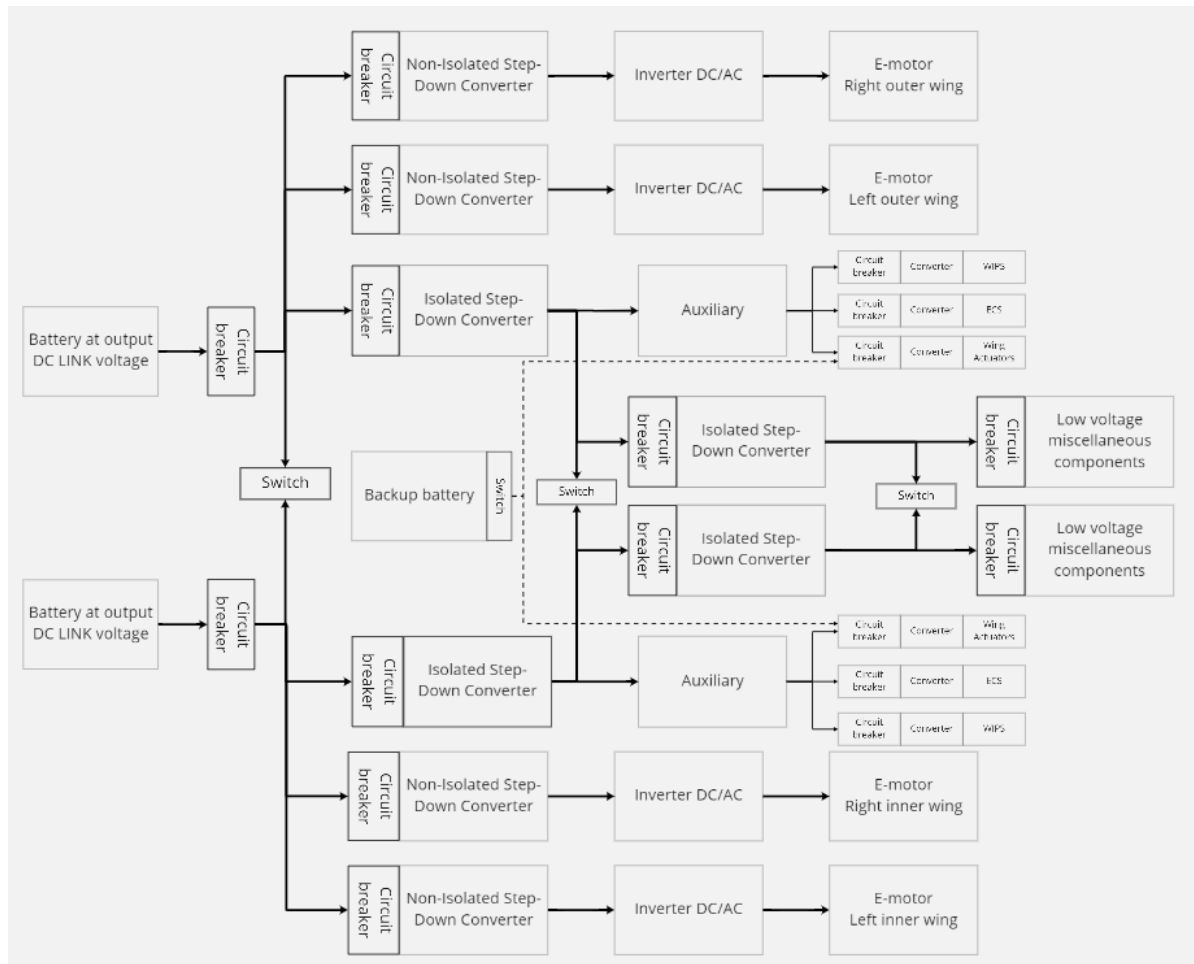 Circuit
breaker
Non-Isolated Step-
Down Converter
Inverter DC/AC
E-motor
Right outer wing
Circuit
breaker
Non-Isolated Step-
Down Converter
Inverter DC/AC
E-motor
Left outer wing
Circuit
breaker
Isolated Step-
Down Converter
Auxiliary
Circuit
breaker
Converter
WIPS
Circuit
breaker
Converter
ECS
Circuit
breaker
Converter
Wing
Actuators
Battery at output
DC LINK voltage
Circuit
breaker
Circuit
breaker
Isolated Step-
Down Converter
Circuit
breaker
Low voltage
miscellaneous
components
Switch
Backup battery
Switch
Switch
Switch
Circuit
breaker
Isolated Step-
Down Converter
Circuit
breaker
Low voltage
miscellaneous
components
Battery at output
DC LINK voltage
Circuit
breaker
Circuit
breaker
Isolated Step-
Down Converter
Auxiliary
Circuit
breaker
Converter
Wing
Actuators
Circuit
breaker
Converter
ECS
Circuit
breaker
Converter
WIPS
Circuit
breaker
Non-Isolated Step-
Down Converter
Inverter DC/AC
E-motor
Right inner wing
Circuit
breaker
Non-Isolated Step-
Down Converter
Inverter DC/AC
E-motor
Left inner wing